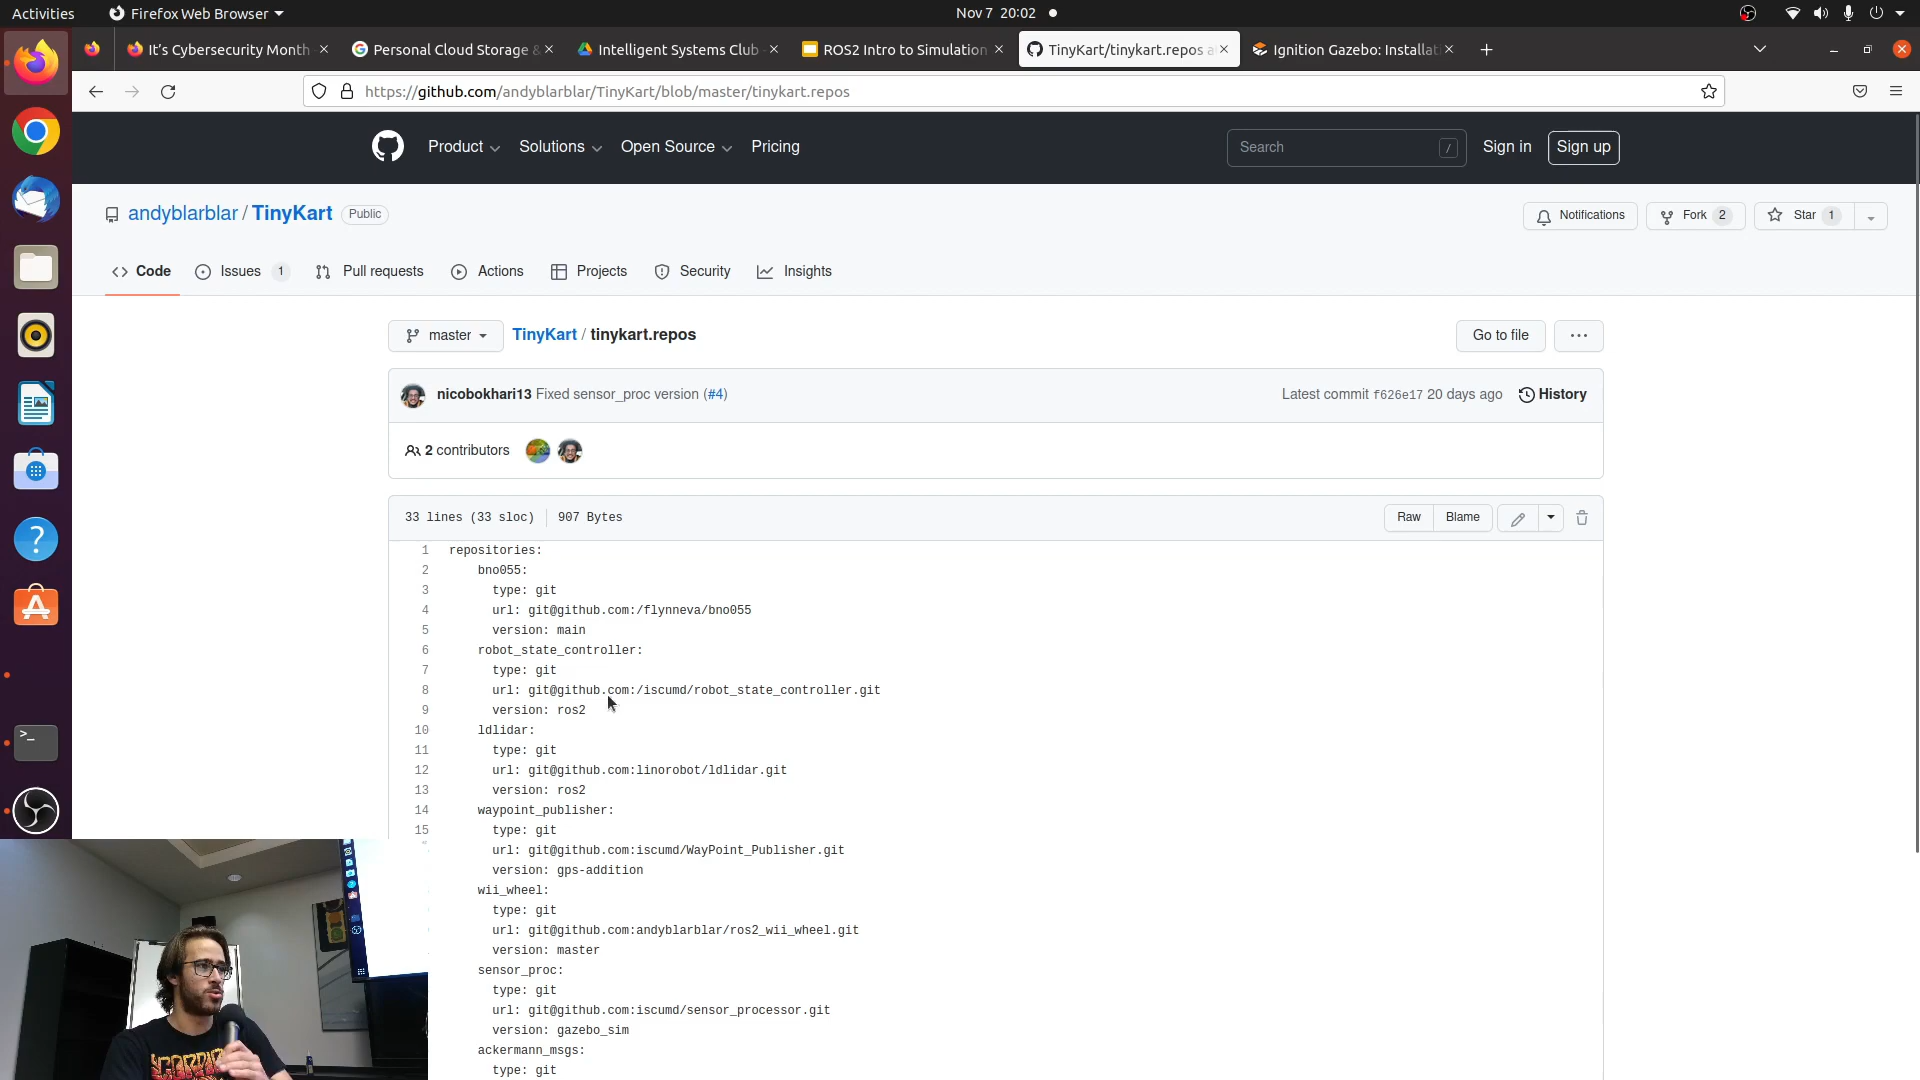 Activities
Firefox Web Browser
Nov 7 20:02
It's Cybersecurity Month
Personal Cloud Storage &
Intelligent Systems Club -
ROS2 Intro to Simulation
TinyKart/tinykart.repos a
Ignition Gazebo: Installat
https://github.com/andyblarblar/TinyKart/blob/master/tinykart.repos
Product
Solutions
Open Source
Pricing
Search
/
Sign in
Sign up
andyblarblar / TinyKart
Public
Notifications
Fork 2
Star 1
Code
Issues 1
Pull requests
Actions
Projects
Security
Insights
master
TinyKart / tinykart.repos
Go to file
nicobokhari13 Fixed sensor_proc version (#4)
Latest commit f626e17 20 days ago
History
2 contributors
33 lines (33 sloc) 907 Bytes
Raw
Blame
1 repositories:
2 bno055:
3 type: git
4 url: git@github.com:/flynneva/bno055
5 version: main
6 robot_state_controller:
7 type: git
8 url: git@github.com:/iscumd/robot_state_controller.git
9 version: ros2
10 ldlidar:
11 type: git
12 url: git@github.com:linorobot/ldlidar.git
13 version: ros2
14 waypoint_publisher:
15 type: git
url: git@github.com:iscumd/WayPoint_Publisher.git
version: gps-addition
wii_wheel:
type: git
url: git@github.com:andyblarblar/ros2_wii_wheel.git
version: master
sensor_proc:
type: git
url: git@github.com:iscumd/sensor_processor.git
version: gazebo_sim
ackermann_msgs:
type: git